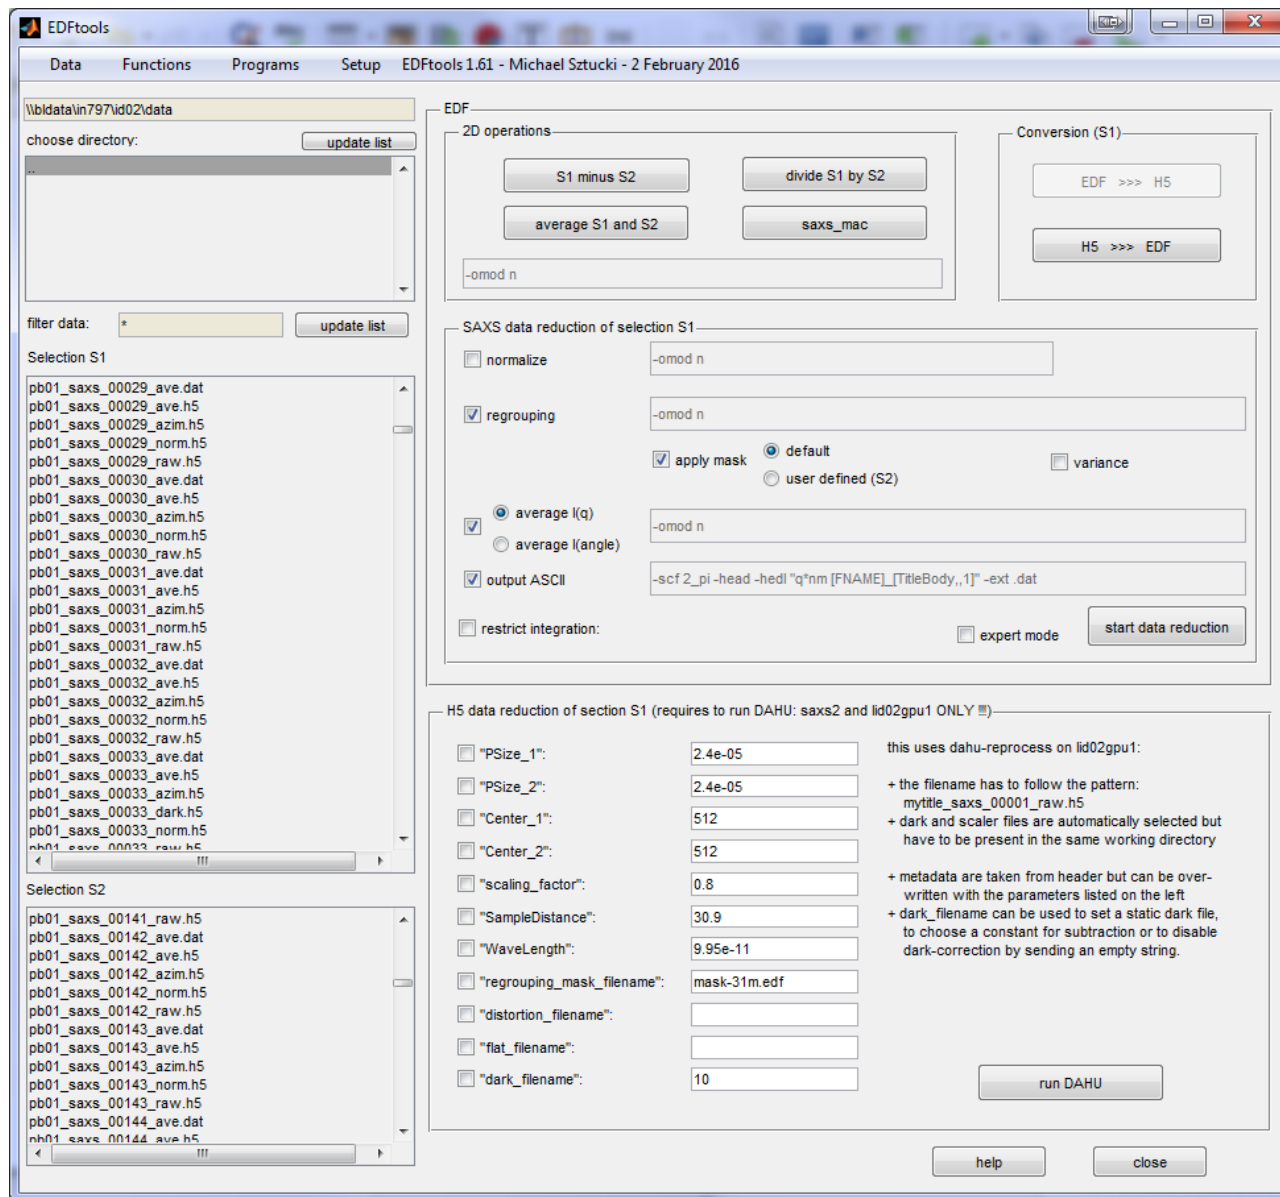 EDFtools
Data Functions Programs Setup EDFtools 1.61 - Michael Sztucki - 2 February 2016
\\bldata\in797\id02\data
choose directory:
update list
..
filter data:
*
update list
Selection S1
pb01_saxs_00029_ave.dat
pb01_saxs_00029_ave.h5
pb01_saxs_00029_azim.h5
pb01_saxs_00029_norm.h5
pb01_saxs_00029_raw.h5
pb01_saxs_00030_ave.dat
pb01_saxs_00030_ave.h5
pb01_saxs_00030_azim.h5
pb01_saxs_00030_norm.h5
pb01_saxs_00030_raw.h5
pb01_saxs_00031_ave.dat
pb01_saxs_00031_ave.h5
pb01_saxs_00031_azim.h5
pb01_saxs_00031_norm.h5
pb01_saxs_00031_raw.h5
pb01_saxs_00032_ave.dat
pb01_saxs_00032_ave.h5
pb01_saxs_00032_azim.h5
pb01_saxs_00032_norm.h5
pb01_saxs_00032_raw.h5
pb01_saxs_00033_ave.dat
pb01_saxs_00033_ave.h5
pb01_saxs_00033_azim.h5
pb01_saxs_00033_dark.h5
pb01_saxs_00033_norm.h5
pb01_saxs_00033_raw.h5
Selection S2
pb01_saxs_00141_raw.h5
pb01_saxs_00142_ave.dat
pb01_saxs_00142_ave.h5
pb01_saxs_00142_azim.h5
pb01_saxs_00142_norm.h5
pb01_saxs_00142_raw.h5
pb01_saxs_00143_ave.dat
pb01_saxs_00143_ave.h5
pb01_saxs_00143_azim.h5
pb01_saxs_00143_norm.h5
pb01_saxs_00143_raw.h5
pb01_saxs_00144_ave.dat
pb01_saxs_00144_ave.h5
EDF
2D operations
S1 minus S2
divide S1 by S2
average S1 and S2
saxs_mac
-omod n
Conversion (S1)
EDF >>> H5
H5 >>> EDF
SAXS data reduction of selection S1
normalize
-omod n
regrouping
-omod n
apply mask
default
user defined (S2)
variance
average I(q)
average I(angle)
-omod n
output ASCII
-scf 2_pi -head -hedl "q*nm [FNAME]_[TitleBody,,1]" -ext .dat
restrict integration:
expert mode
start data reduction
H5 data reduction of section S1 (requires to run DAHU: saxs2 and lid02gpu1 ONLY !!!)
"PSize_1": 2.4e-05
"PSize_2": 2.4e-05
"Center_1": 512
"Center_2": 512
"scaling_factor": 0.8
"SampleDistance": 30.9
"WaveLength": 9.95e-11
"regrouping_mask_filename": mask-31m.edf
"distortion_filename":
"flat_filename":
"dark_filename": 10
this uses dahu-reprocess on lid02gpu1:
+ the filename has to follow the pattern:
mytitle_saxs_00001_raw.h5
+ dark and scaler files are automatically selected but
have to be present in the same working directory
+ metadata are taken from header but can be over-
written with the parameters listed on the left
+ dark_filename can be used to set a static dark file,
to choose a constant for subtraction or to disable
dark-correction by sending an empty string.
run DAHU
help
close